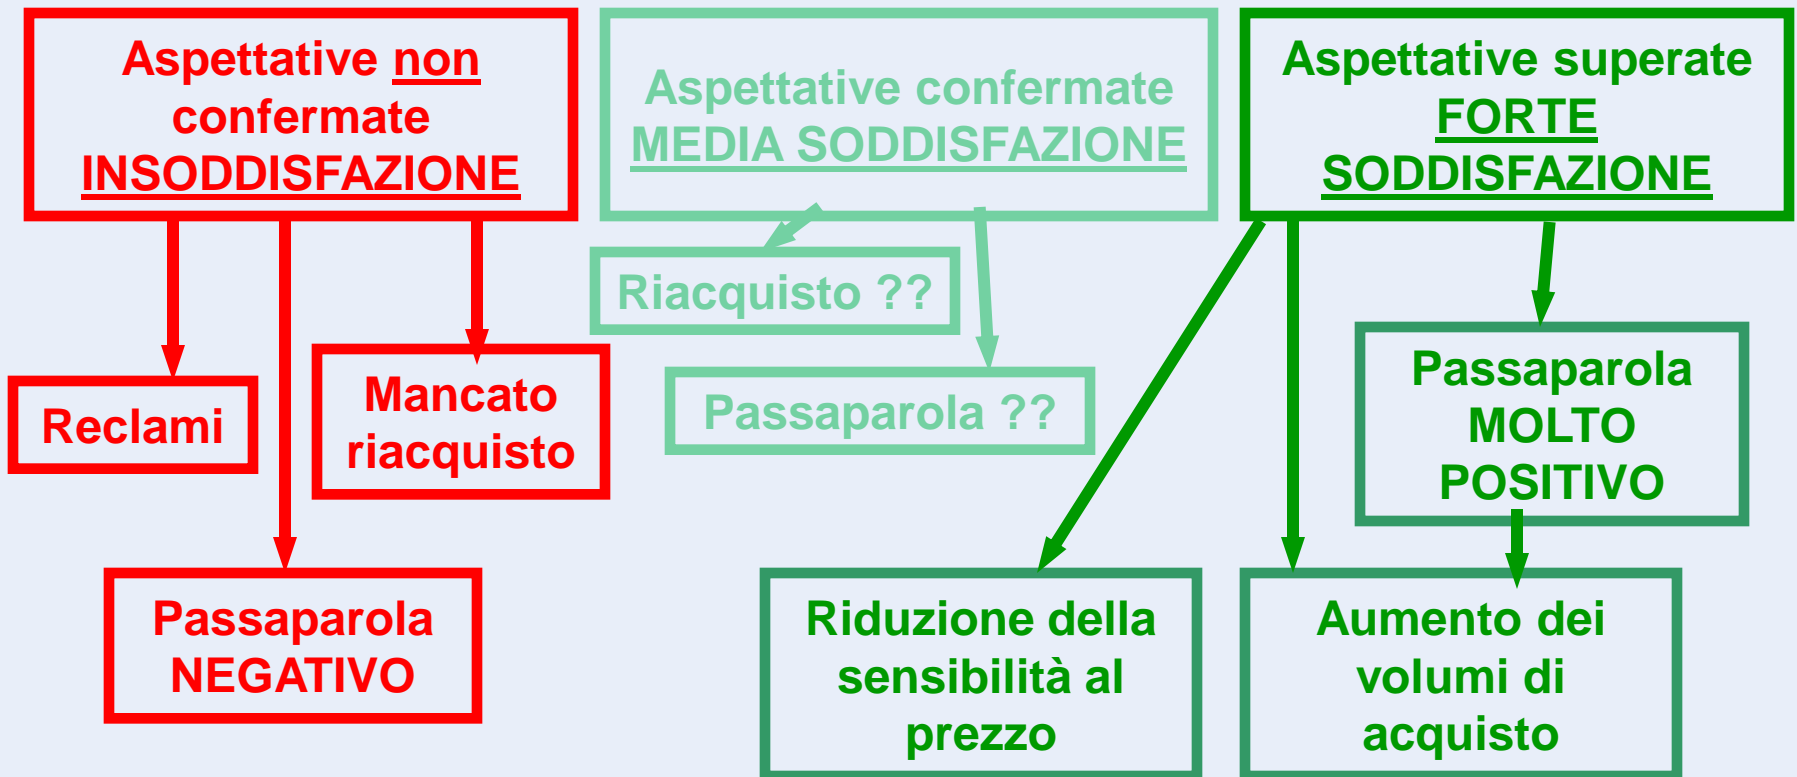 Aspettative non
confermate
INSODDISFAZIONE
Aspettative confermate
MEDIA SODDISFAZIONE
Aspettative superate
FORTE
SODDISFAZIONE
Riacquisto ??
Reclami
Mancato
riacquisto
Passaparola ??
Passaparola
MOLTO
POSITIVO
Passaparola
NEGATIVO
Riduzione della
sensibilità al
prezzo
Aumento dei
volumi di
acquisto